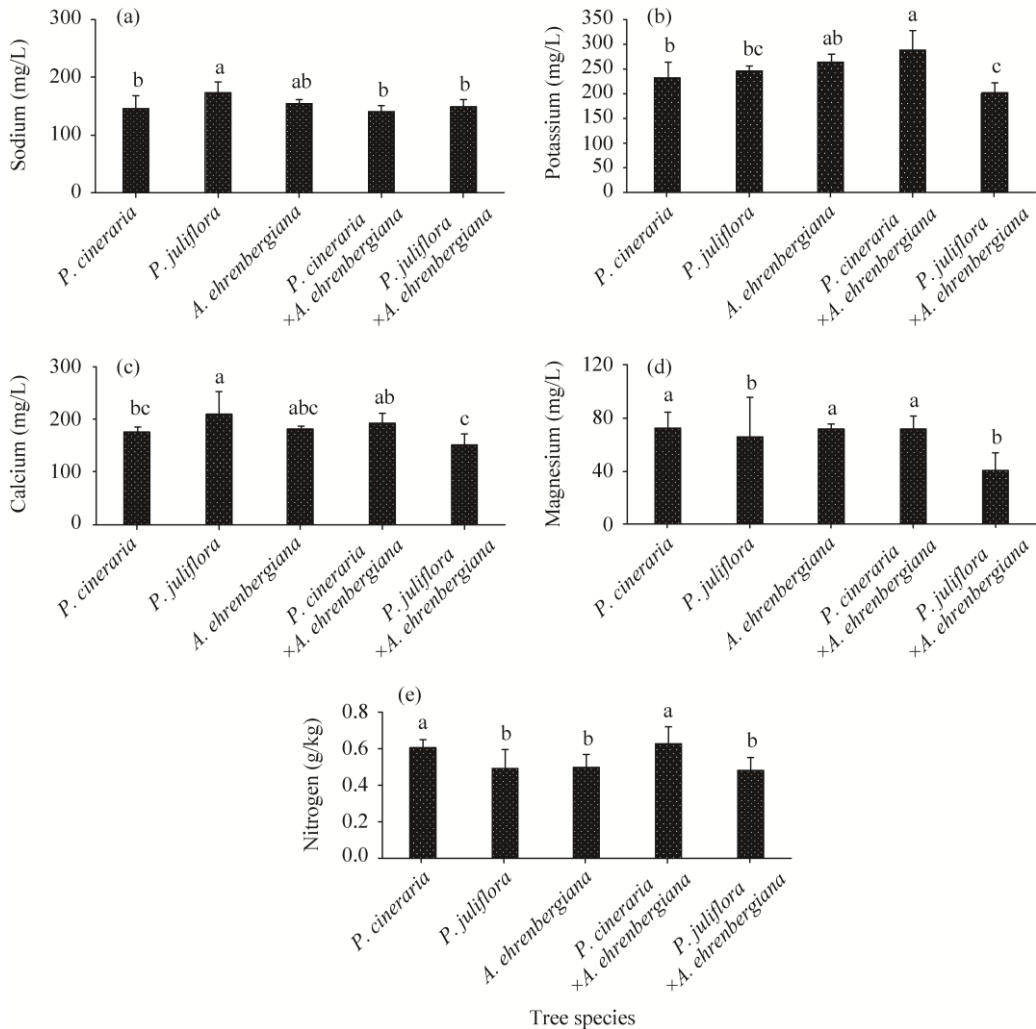 (a)
Sodium (mg/L)
300
200
100
0
b
a
ab
b
b
P. cineraria
P. juliflora
A. ehrenbergiana
P. cineraria
+A. ehrenbergiana
P. juliflora
+A. ehrenbergiana
(b)
Potassium (mg/L)
350
300
250
200
150
100
50
0
b
bc
ab
a
c
P. cineraria
P. juliflora
A. ehrenbergiana
P. cineraria
+A. ehrenbergiana
P. juliflora
+A. ehrenbergiana
(c)
Calcium (mg/L)
300
200
100
0
bc
a
abc
ab
c
P. cineraria
P. juliflora
A. ehrenbergiana
P. cineraria
+A. ehrenbergiana
P. juliflora
+A. ehrenbergiana
(d)
Magnesium (mg/L)
120
80
40
0
a
b
a
a
b
P. cineraria
P. juliflora
A. ehrenbergiana
P. cineraria
+A. ehrenbergiana
P. juliflora
+A. ehrenbergiana
(e)
Nitrogen (g/kg)
0.8
0.6
0.4
0.2
0.0
a
b
b
a
b
P. cineraria
P. juliflora
A. ehrenbergiana
P. cineraria
+A. ehrenbergiana
P. juliflora
+A. ehrenbergiana
Tree species